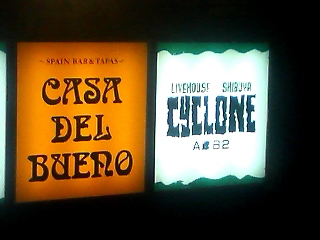 ~SPAIN BAR&TAPAS~
CASA
DEL
BUENO
LIVEHOUSE SHIBUYA
CYCLONE